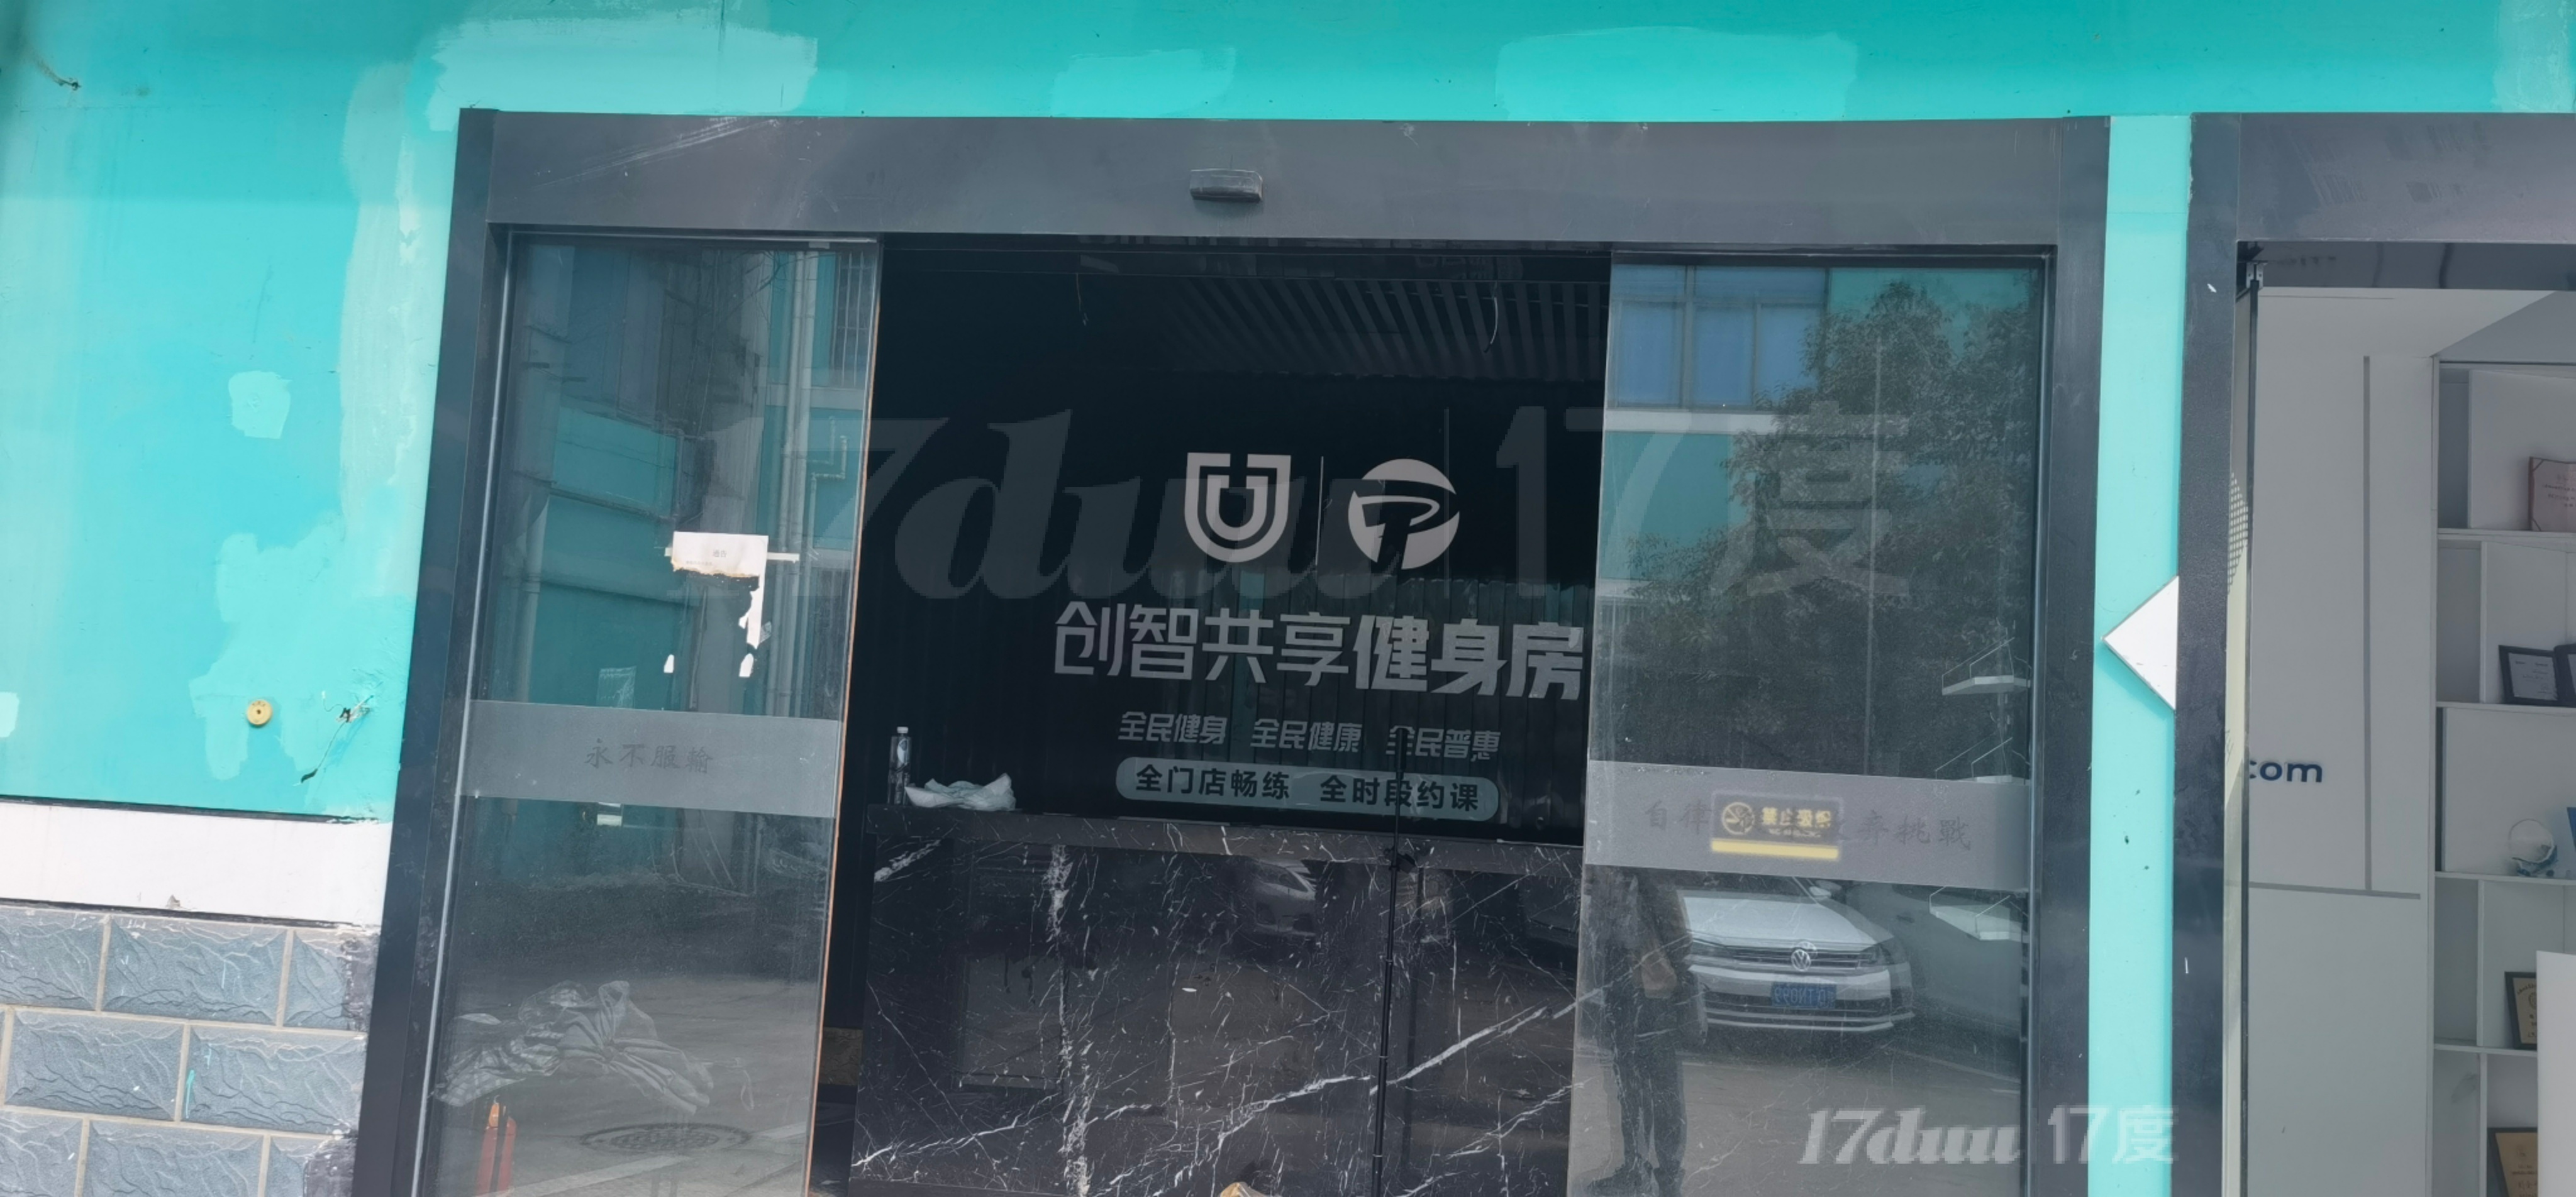 17duu 17度
创智共享健身房
全民健身 全民健康 全民普惠
全门店畅练 全时段约课
永不服输
自律 弃挑戰
com
17duu 17度